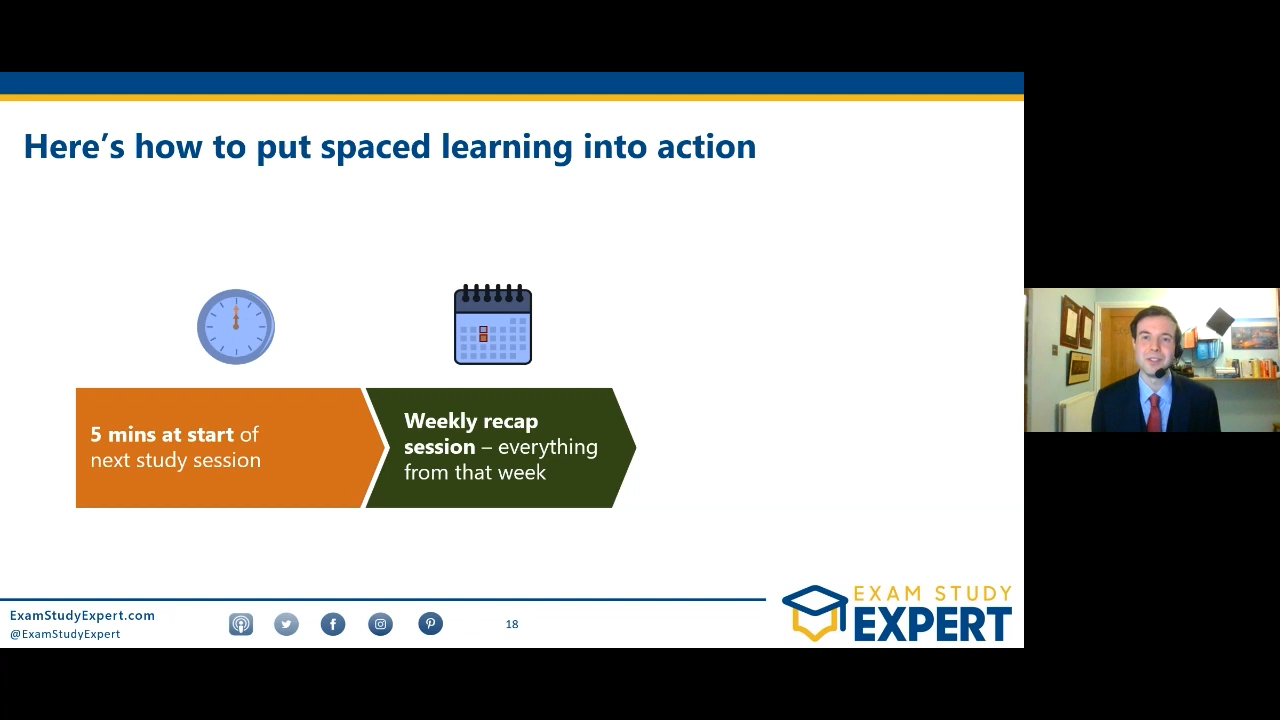 Here's how to put spaced learning into action
5 mins at start of
next study session
Weekly recap
session – everything
from that week
ExamStudyExpert.com
@ExamStudyExpert
18
EXAM STUDY
EXPERT